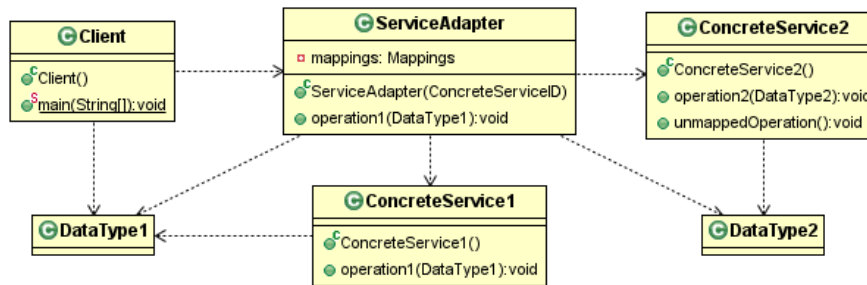 Client
Client()
main(String[]):void
ServiceAdapter
mappings: Mappings
ServiceAdapter(ConcreteServiceID)
operation1(DataType1):void
ConcreteService2
ConcreteService2()
operation2(DataType2):void
unmappedOperation():void
DataType1
ConcreteService1
ConcreteService1()
operation1(DataType1):void
DataType2